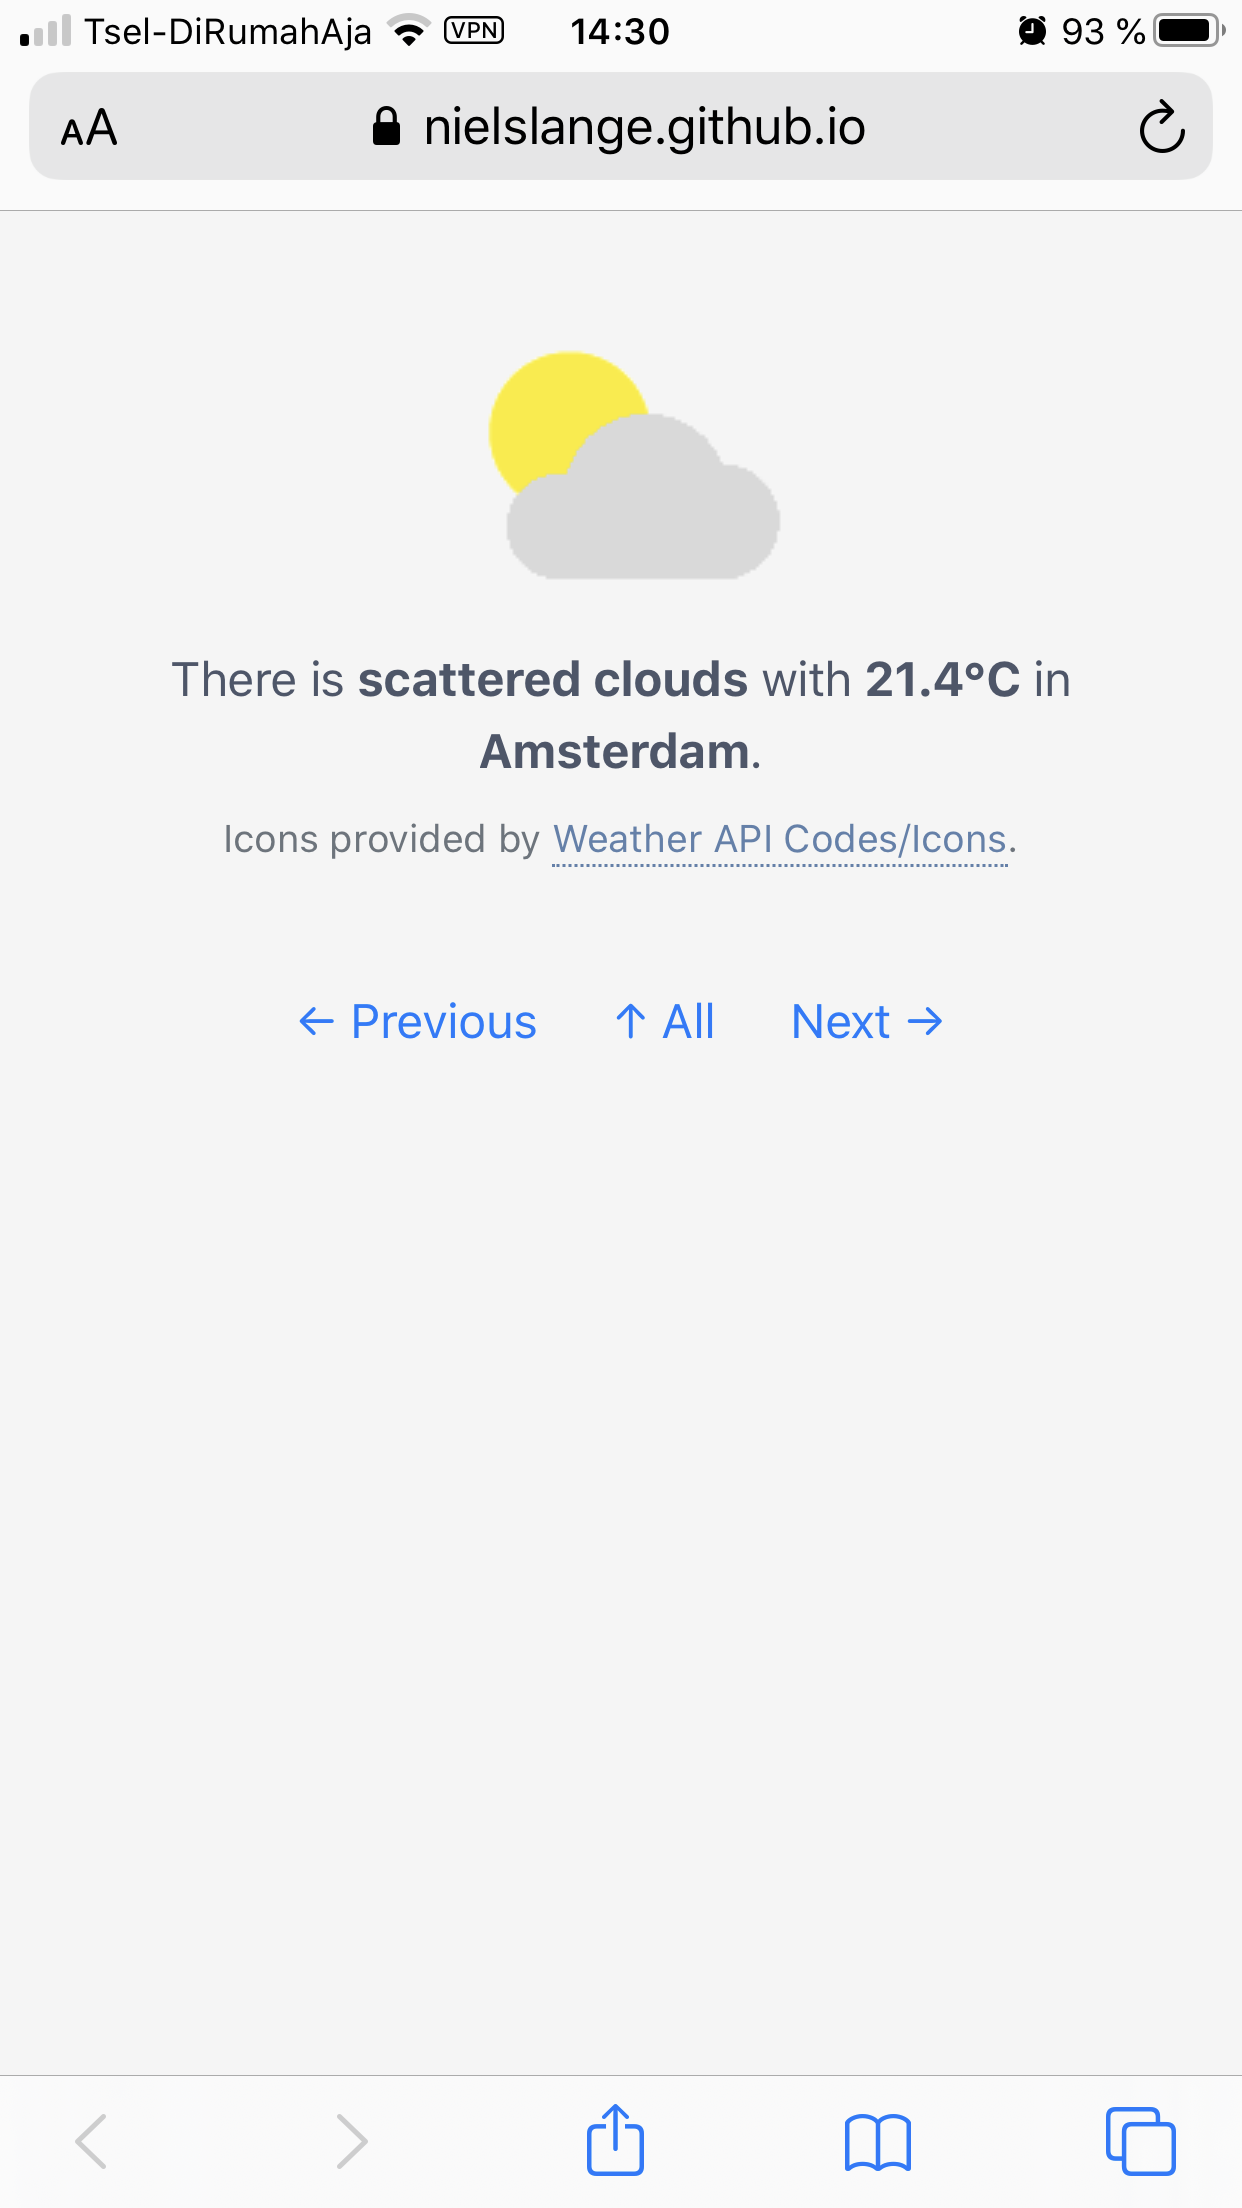 Tsel-DiRumahAja VPN 14:30 93 %
AA nielslange.github.io
There is scattered clouds with 21.4°C in
Amsterdam.
Icons provided by Weather API Codes/Icons.
← Previous ↑ All Next →